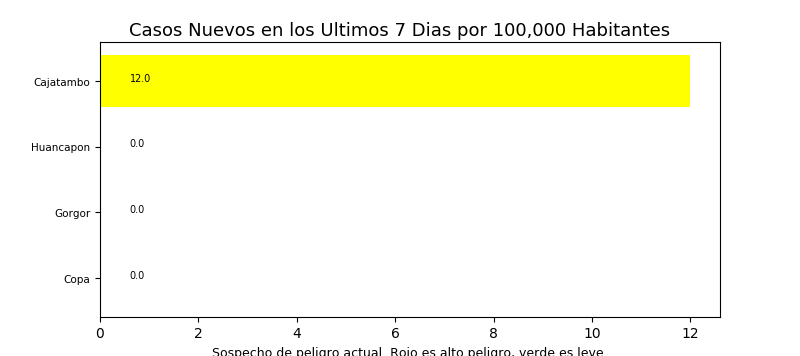 Casos Nuevos en los Ultimos 7 Dias por 100,000 Habitantes
Cajatambo 12.0
Huancapon 0.0
Gorgor 0.0
Copa 0.0
0 2 4 6 8 10 12
Sospecho de peligro actual. Rojo es alto peligro, verde es leve